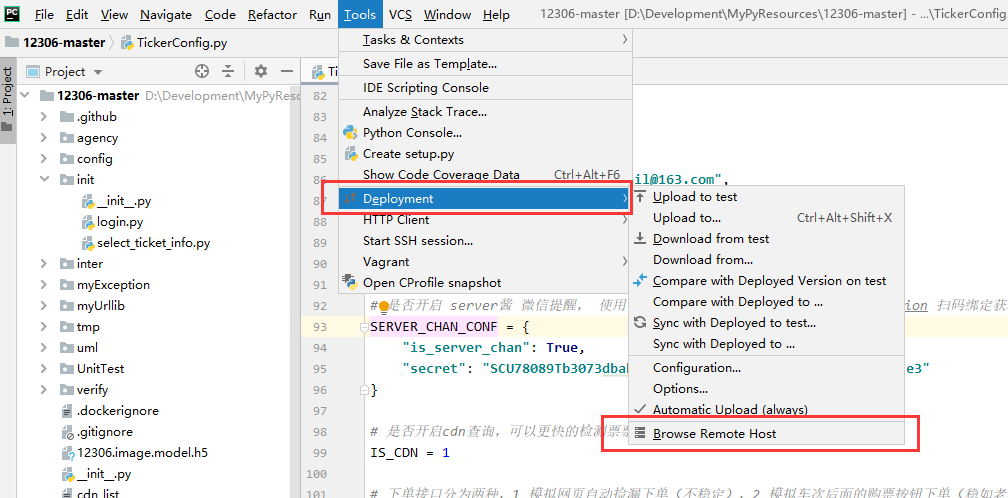 PC File Edit View Navigate Code Refactor Run Tools VCS Window Help 12306-master [D:\Development\MyPyResources\12306-master] - ...\TickerConfig.py
12306-master TickerConfig.py
1: Project
Project
12306-master D:\Development\MyPyReso
.github
agency
config
init
__init__.py
login.py
select_ticket_info.py
inter
myException
myUrllib
tmp
uml
UnitTest
verify
.dockerignore
.gitignore
12306.image.model.h5
__init__.py
cdn_list
Tasks & Contexts
Save File as Template...
IDE Scripting Console
Analyze Stack Trace...
Python Console...
Create setup.py
Show Code Coverage Data Ctrl+Alt+F6
Deployment
HTTP Client
Start SSH session...
Vagrant
Open CProfile snapshot
Upload to test
Upload to... Ctrl+Alt+Shift+X
Download from test
Download from...
Compare with Deployed Version on test
Compare with Deployed to ...
Sync with Deployed to test...
Sync with Deployed to ...
Configuration...
Options...
Automatic Upload (always)
Browse Remote Host
Ti
82
83
84
85
86 il@163.com",
87
88
89
90
91
92 # 是否开启 server酱 微信提醒, 使用 ion 扫码绑定获
93 SERVER_CHAN_CONF = {
94 "is_server_chan": True,
95 "secret": "SCU78089Tb3073dba e3"
96 }
97
98 # 是否开启cdn查询,可以更快的检测票票
99 IS_CDN = 1
100
101 # 下单接口分为两种,1 模拟网页自动捡漏下单(不稳定),2 模拟车次后面的购票按钮下单(稳如老